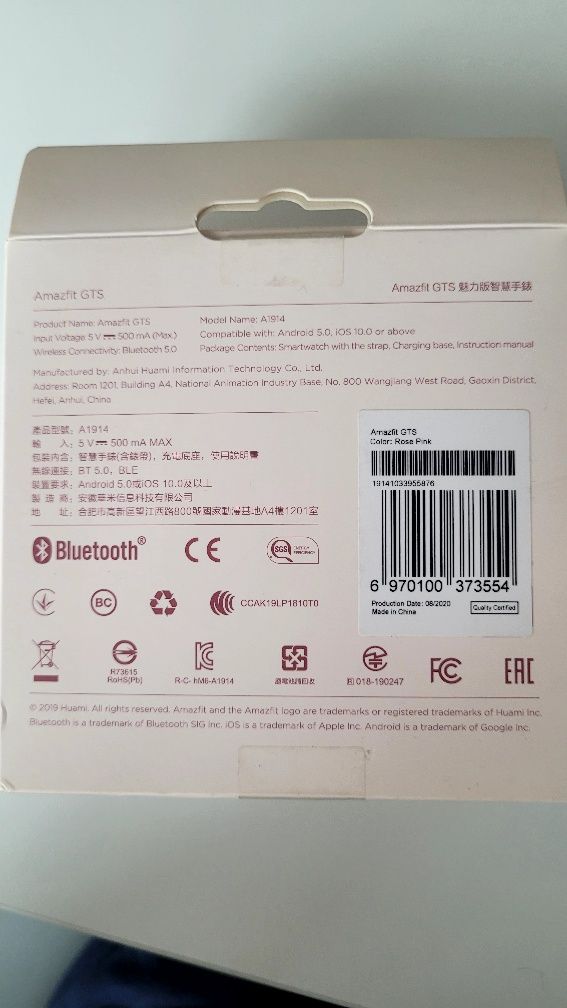 Amazfit GTS
Amazfit GTS 魅力版智慧手錶
Product Name: Amazfit GTS
Input Voltage: 5 V⎓ 500 mA (Max.)
Wireless Connectivity: Bluetooth 5.0
Model Name: A1914
Compatible with: Android 5.0, iOS 10.0 or above
Package Contents: Smartwatch with the strap, Charging base, Instruction manual
Manufactured by: Anhui Huami Information Technology Co., Ltd.
Address: Room 1201, Building A4, National Animation Industry Base, No. 800 Wangjiang West Road, Gaoxin District,
Hefei, Anhui, China
產品型號: A1914
輸 入: 5 V⎓ 500 mA MAX
包裝內含: 智慧手錶(含錶帶), 充電底座, 使用說明書
無線連接: BT 5.0, BLE
裝置要求: Android 5.0或iOS 10.0及以上
製 造 商: 安徽華米信息科技有限公司
地 址: 合肥市高新區望江西路800號國家動漫基地A4樓1201室
Amazfit GTS
Color: Rose Pink
19141033955876
6 970100 373554
Production Date: 08/2020
Made in China
Quality Certified
Bluetooth®
CE
SGS ENERGY EFFICIENCY
BC
CCAK19LP1810T0
R73615
RoHS(Pb)
R-C- hM6-A1914
廢電池請回收
018-190247
FC
EAC
© 2019 Huami. All rights reserved. Amazfit and the Amazfit logo are trademarks or registered trademarks of Huami Inc.
Bluetooth is a trademark of Bluetooth SIG Inc. iOS is a trademark of Apple Inc. Android is a trademark of Google Inc.